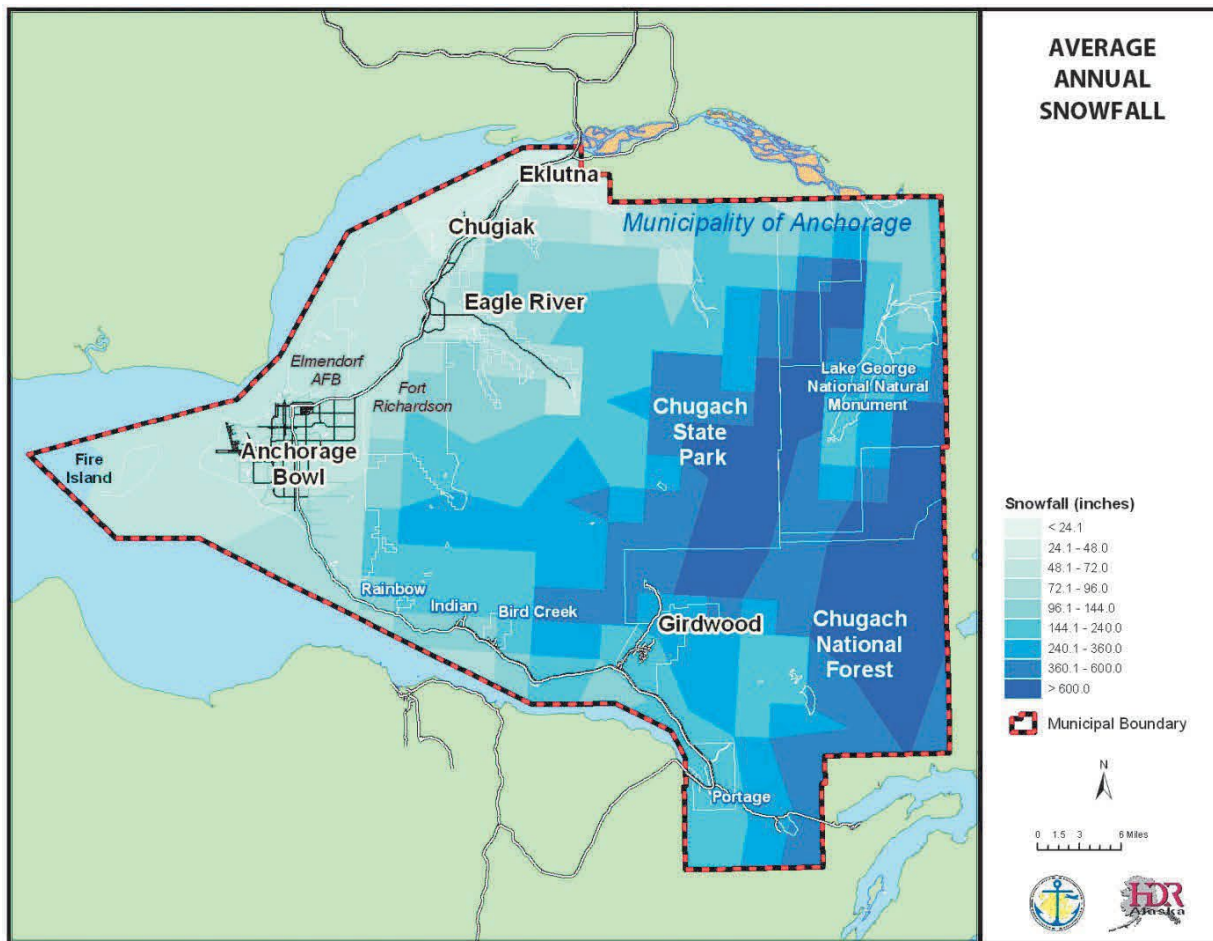 AVERAGE
ANNUAL
SNOWFALL
Eklutna
Municipality of Anchorage
Chugiak
Eagle River
Elmendorf
AFB
Fort
Richardson
Lake George
National Natural
Monument
Chugach
State
Park
Anchorage
Bowl
Fire
Island
Rainbow
Indian
Bird Creek
Girdwood
Chugach
National
Forest
Portage
Snowfall (inches)
< 24.1
24.1 - 48.0
48.1 - 72.0
72.1 - 96.0
96.1 - 144.0
144.1 - 240.0
240.1 - 360.0
360.1 - 600.0
> 600.0
Municipal Boundary
N
0 1.5 3 6 Miles
HDR
Alaska